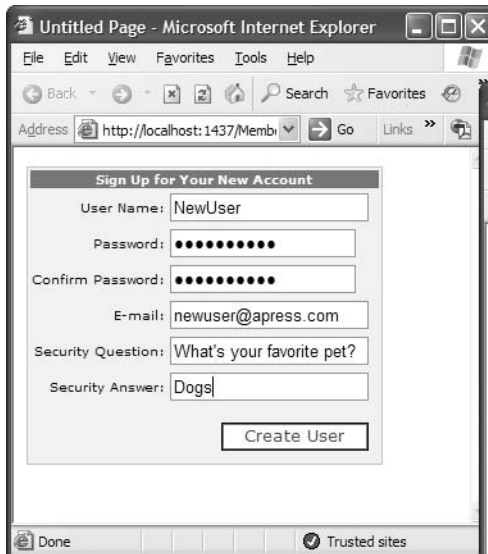 Untitled Page - Microsoft Internet Explorer
File Edit View Favorites Tools Help
Back Search Favorites
Address http://localhost:1437/Memb Go Links »
Sign Up for Your New Account
User Name: NewUser
Password: ●●●●●●●●●●
Confirm Password: ●●●●●●●●●●
E-mail: newuser@apress.com
Security Question: What's your favorite pet?
Security Answer: Dogs
Create User
Done Trusted sites